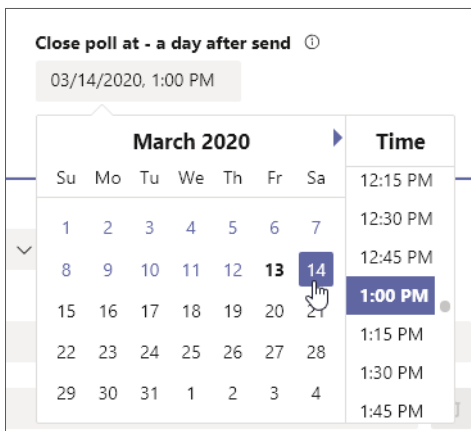 Close poll at - a day after send
03/14/2020, 1:00 PM
March 2020
Su Mo Tu We Th Fr Sa
1 2 3 4 5 6 7
8 9 10 11 12 13 14
15 16 17 18 19 20 21
22 23 24 25 26 27 28
29 30 31 1 2 3 4
Time
12:15 PM
12:30 PM
12:45 PM
1:00 PM
1:15 PM
1:30 PM
1:45 PM